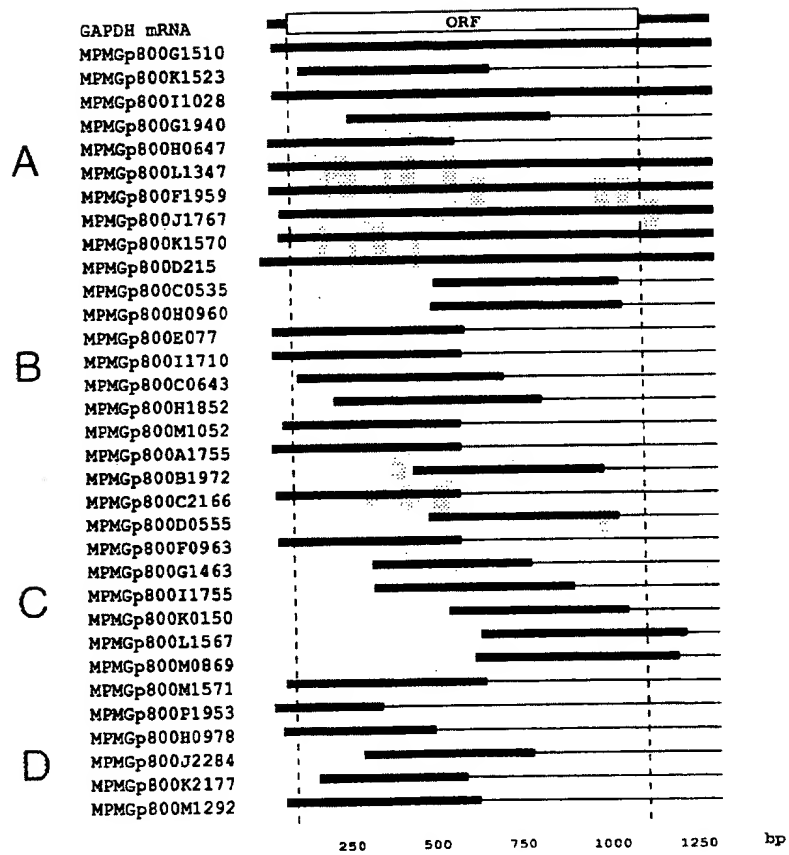 ORF
GAPDH mRNA
MPMGp800G1510
MPMGp800K1523
MPMGp800I1028
MPMGp800G1940
MPMGp800H0647
A
MPMGp800L1347
MPMGp800F1959
MPMGp800J1767
MPMGp800K1570
MPMGp800D215
MPMGp800C0535
MPMGp800H0960
MPMGp800E077
B
MPMGp800I1710
MPMGp800C0643
MPMGp800H1852
MPMGp800M1052
MPMGp800A1755
MPMGp800B1972
MPMGp800C2166
MPMGp800D0555
MPMGp800F0963
MPMGp800G1463
MPMGp800I1755
C
MPMGp800K0150
MPMGp800L1567
MPMGp800M0869
MPMGp800M1571
MPMGp800P1953
MPMGp800H0978
D
MPMGp800J2284
MPMGp800K2177
MPMGp800M1292
250 500 750 1000 1250 bp